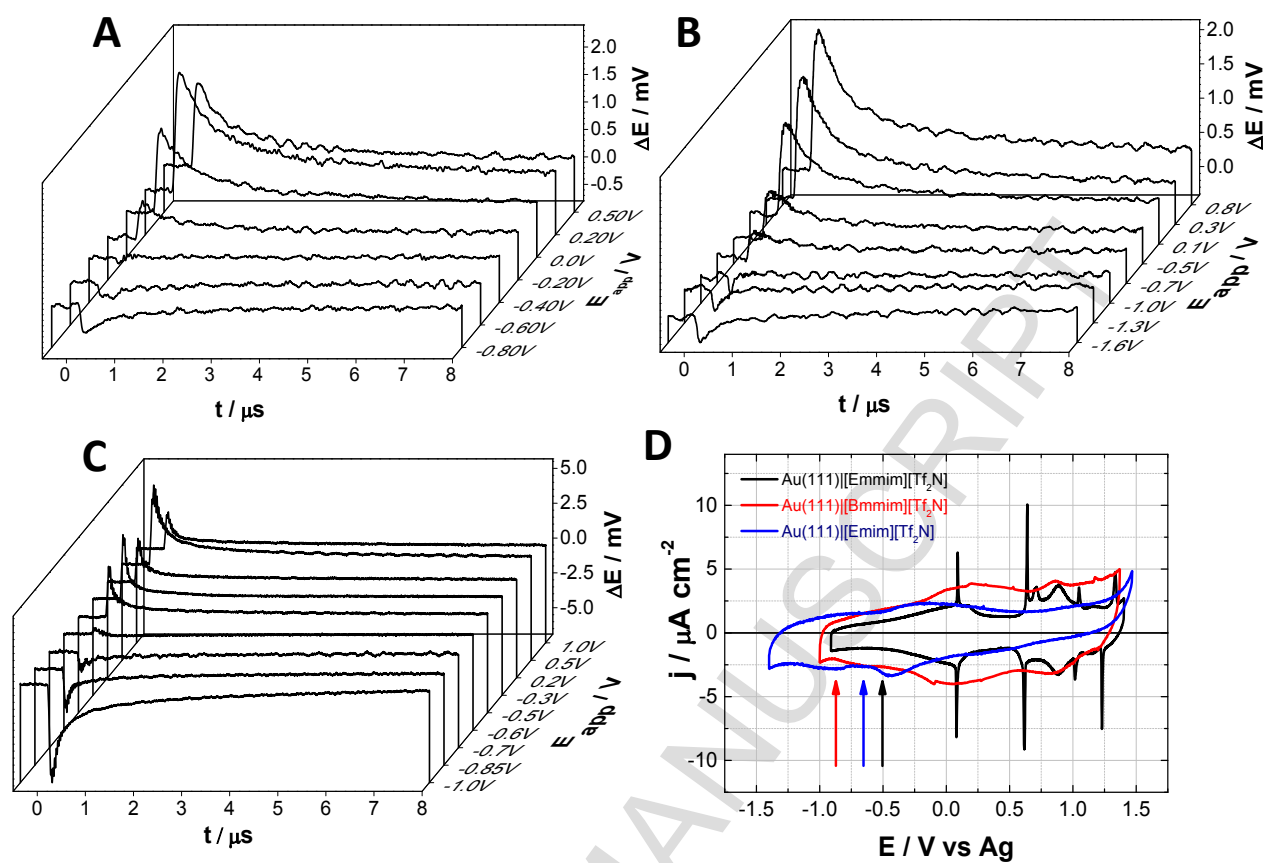 A
2.0
1.5
1.0
0.5
0.0
-0.5
ΔE / mV
0.50V
0.20V
0.0V
-0.20V
-0.40V
-0.60V
-0.80V
E app / V
0 1 2 3 4 5 6 7 8
t / μs
B
2.0
1.5
1.0
0.5
0.0
ΔE / mV
0.8V
0.3V
0.1V
-0.5V
-0.7V
-1.0V
-1.3V
-1.6V
E app / V
0 1 2 3 4 5 6 7 8
t / μs
C
5.0
2.5
0.0
-2.5
-5.0
ΔE / mV
1.0V
0.5V
0.2V
-0.3V
-0.5V
-0.6V
-0.7V
-0.85V
-1.0V
E app / V
0 1 2 3 4 5 6 7 8
t / μs
D
Au(111)|[Emmim][Tf₂N]
Au(111)|[Bmmim][Tf₂N]
Au(111)|[Emim][Tf₂N]
10
5
0
-5
-10
j / μA cm⁻²
-1.5 -1.0 -0.5 0.0 0.5 1.0 1.5
E / V vs Ag
MANUSCRIPT